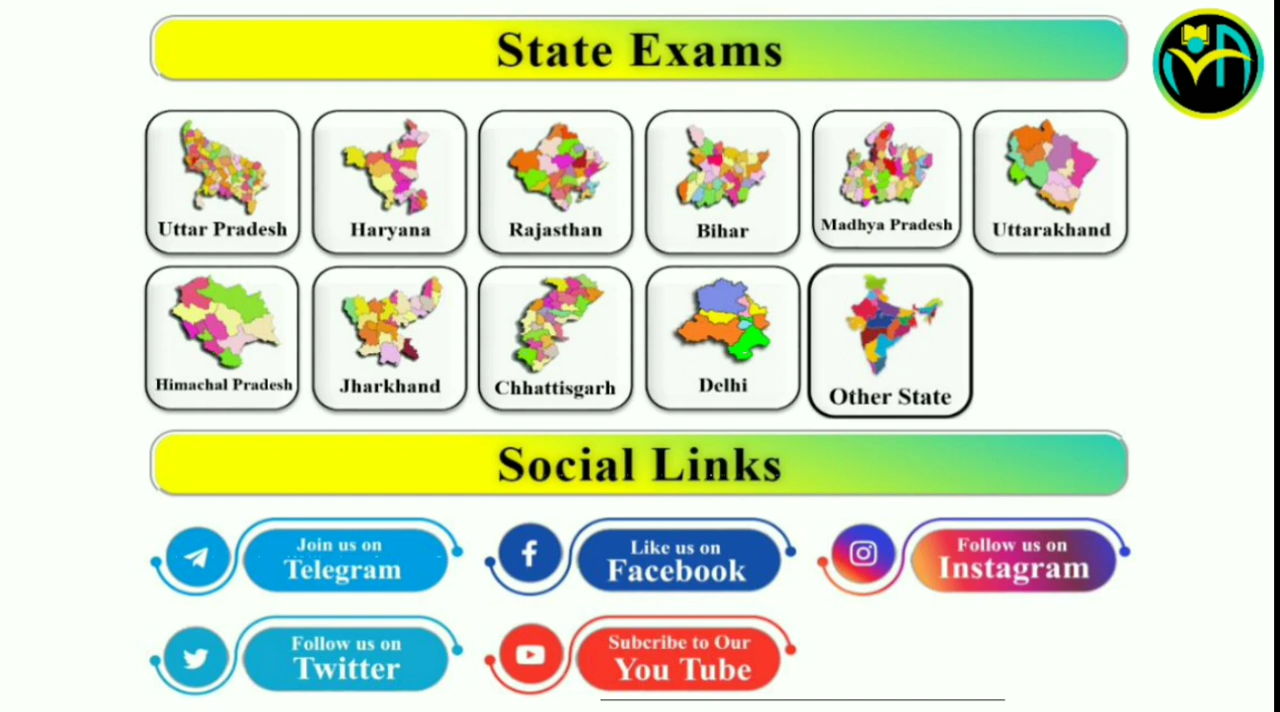 State Exams
Uttar Pradesh
Haryana
Rajasthan
Bihar
Madhya Pradesh
Uttarakhand
Himachal Pradesh
Jharkhand
Chhattisgarh
Delhi
Other State
Social Links
Join us on
Telegram
Like us on
Facebook
Follow us on
Instagram
Follow us on
Twitter
Subcribe to Our
You Tube